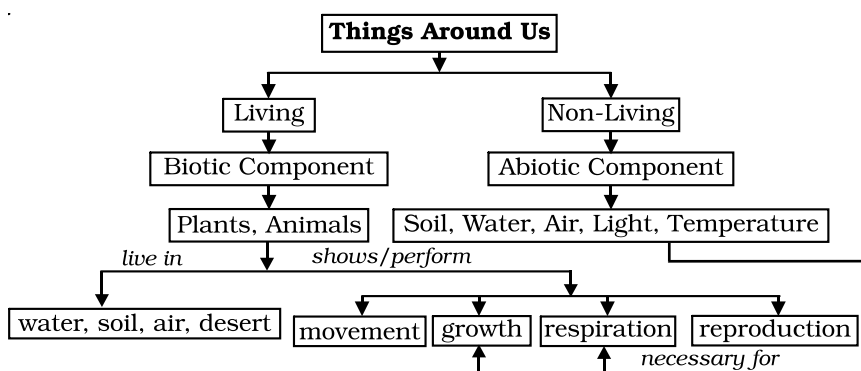 Things Around Us
Living
Non-Living
Biotic Component
Abiotic Component
Plants, Animals
Soil, Water, Air, Light, Temperature
live in
shows/perform
water, soil, air, desert
movement
growth
respiration
reproduction
necessary for